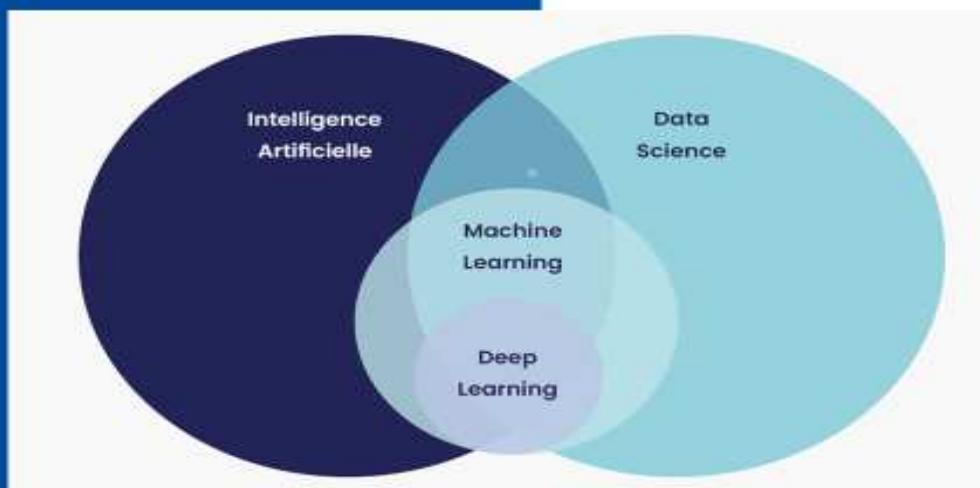 Intelligence
Artificielle
Data
Science
Machine
Learning
Deep
Learning